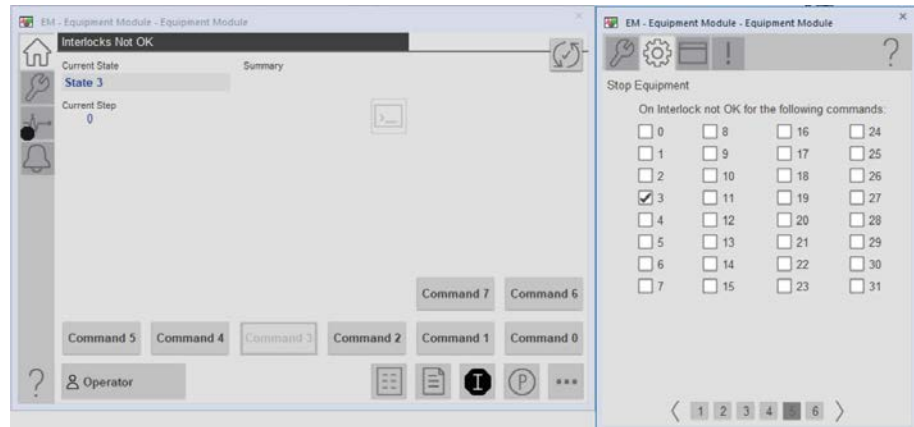 EM - Equipment Module - Equipment Module
Interlocks Not OK
Current State
Summary
State 3
Current Step
0
Command 7
Command 6
Command 5
Command 4
Command 3
Command 2
Command 1
Command 0
?
Operator
I
P
EM - Equipment Module - Equipment Module
?
Stop Equipment
On Interlock not OK for the following commands:
0 8 16 24
1 9 17 25
2 10 18 26
3 11 19 27
4 12 20 28
5 13 21 29
6 14 22 30
7 15 23 31
1 2 3 4 5 6